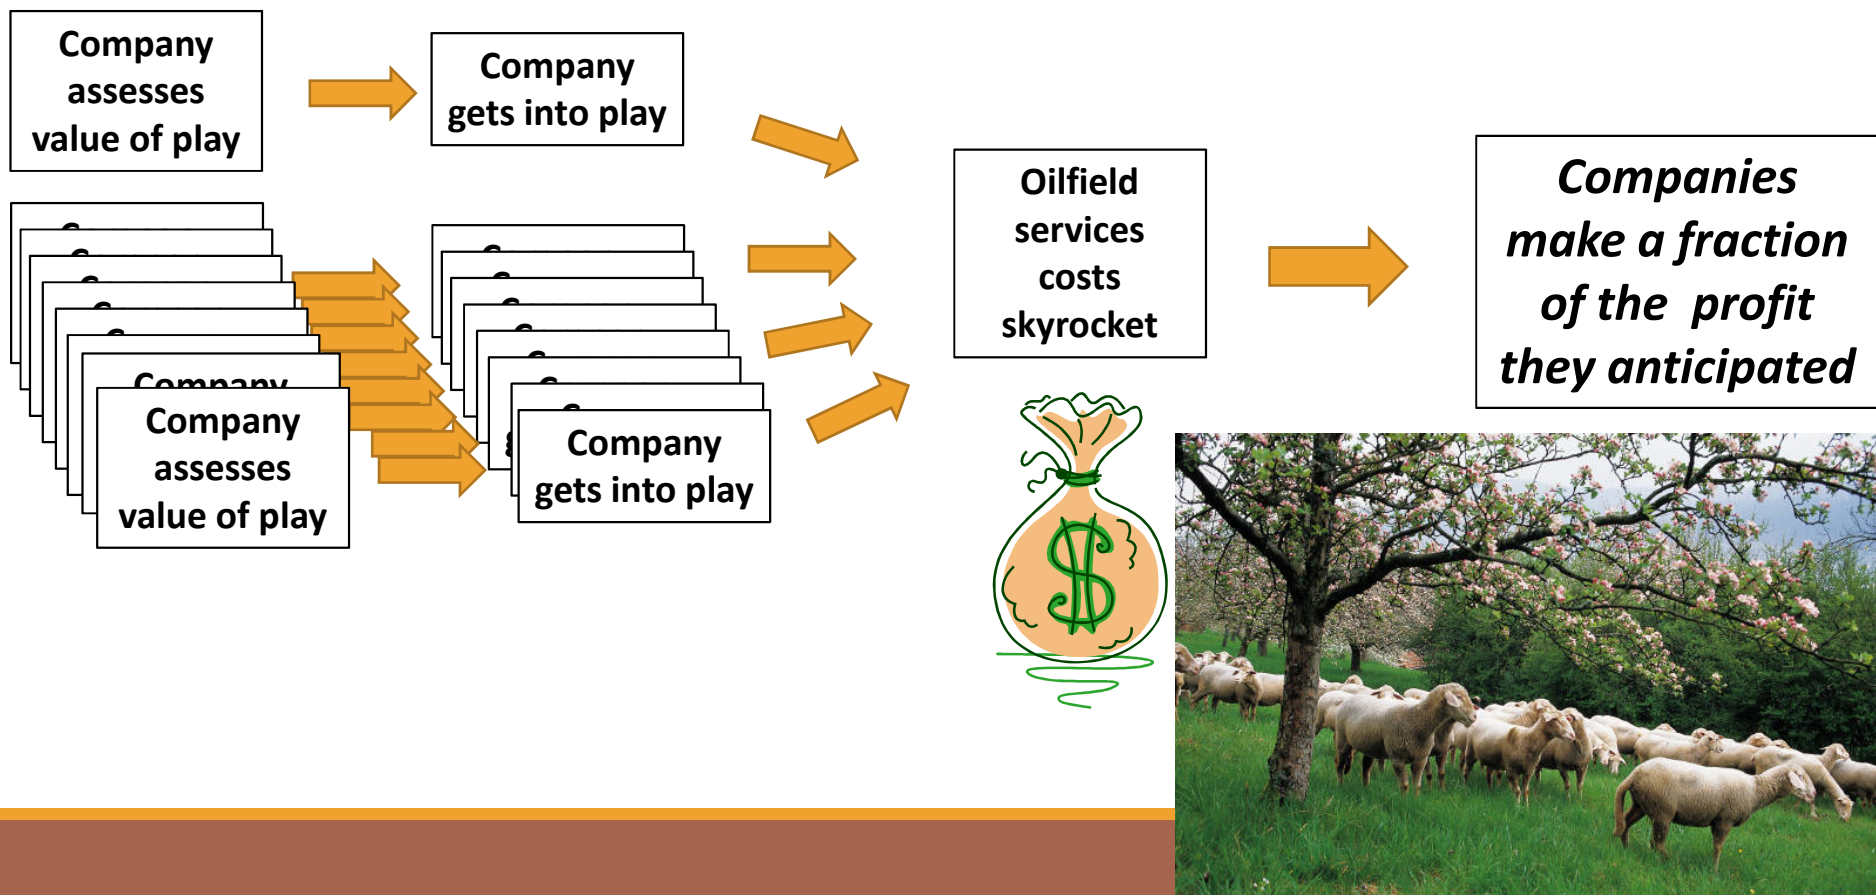 Company
assesses
value of play
Company
gets into play
Company
Company
assesses
value of play
Company
gets into play
Oilfield
services
costs
skyrocket
Companies
make a fraction
of the  profit
they anticipated